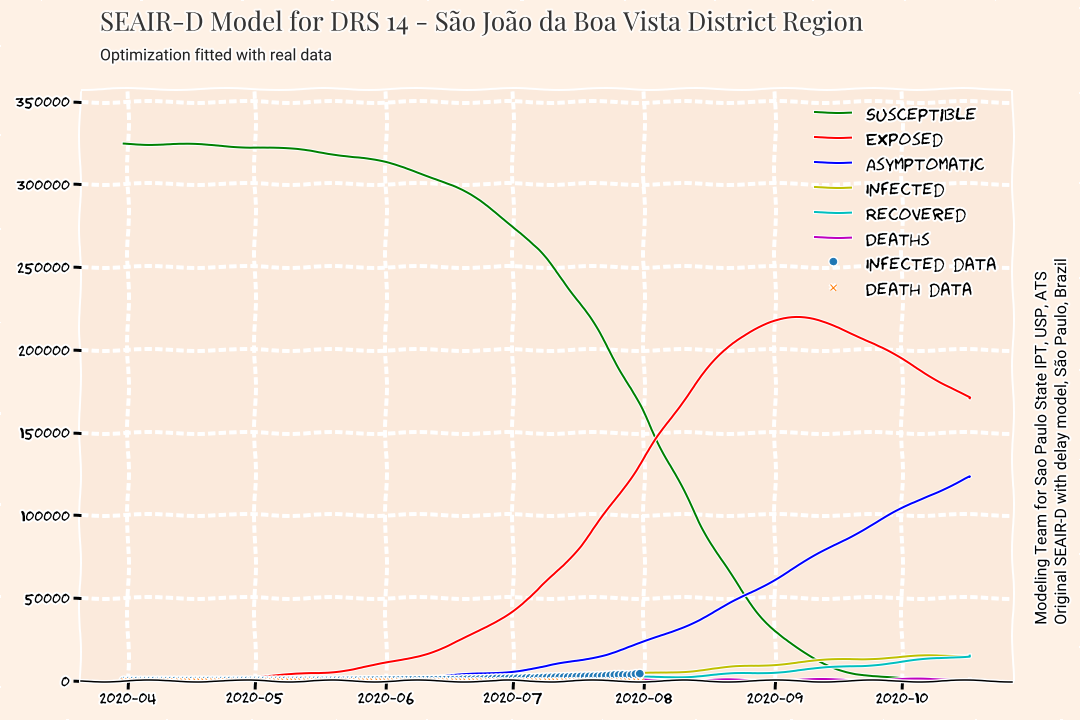 SEAIR-D Model for DRS 14 - São João da Boa Vista District Region
Optimization fitted with real data
350000
300000
250000
200000
150000
100000
50000
0
2020-04
2020-05
2020-06
2020-07
2020-08
2020-09
2020-10
SUSCEPTIBLE
EXPOSED
ASYMPTOMATIC
INFECTED
RECOVERED
DEATHS
INFECTED DATA
DEATH DATA
Modeling Team for Sao Paulo State IPT, USP, ATS
Original SEAIR-D with delay model, São Paulo, Brazil